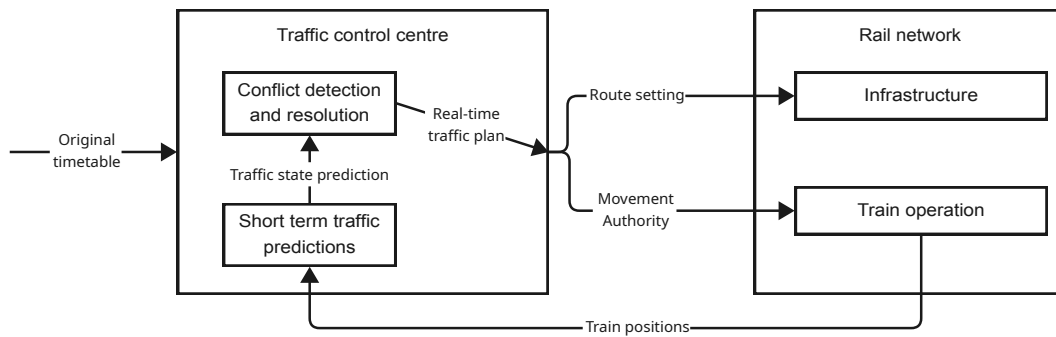 Traffic control centre
Rail network
Conflict detection
and resolution
Real-time
traffic plan
Route setting
Infrastructure
Original
timetable
Traffic state prediction
Movement
Authority
Train operation
Short term traffic
predictions
Train positions